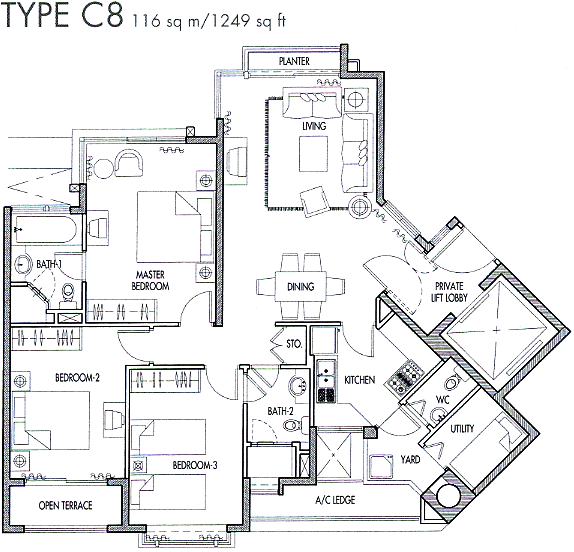 TYPE C8 116 sq m/1249 sq ft
PLANTER
LIVING
BATH-1
MASTER
BEDROOM
DINING
PRIVATE
LIFT LOBBY
STO.
BEDROOM-2
KITCHEN
WC
BATH-2
UTILITY
BEDROOM-3
YARD
OPEN TERRACE
A/C LEDGE